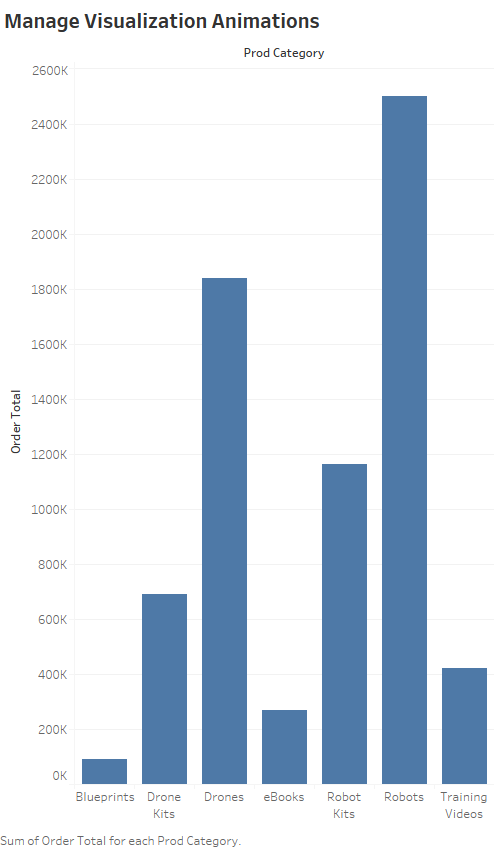 Manage Visualization Animations
Prod Category
2600K
2400K
2200K
2000K
1800K
1600K
1400K
1200K
1000K
800K
600K
400K
200K
0K
Order Total
Blueprints Drone Kits Drones eBooks Robot Kits Robots Training Videos
Sum of Order Total for each Prod Category.